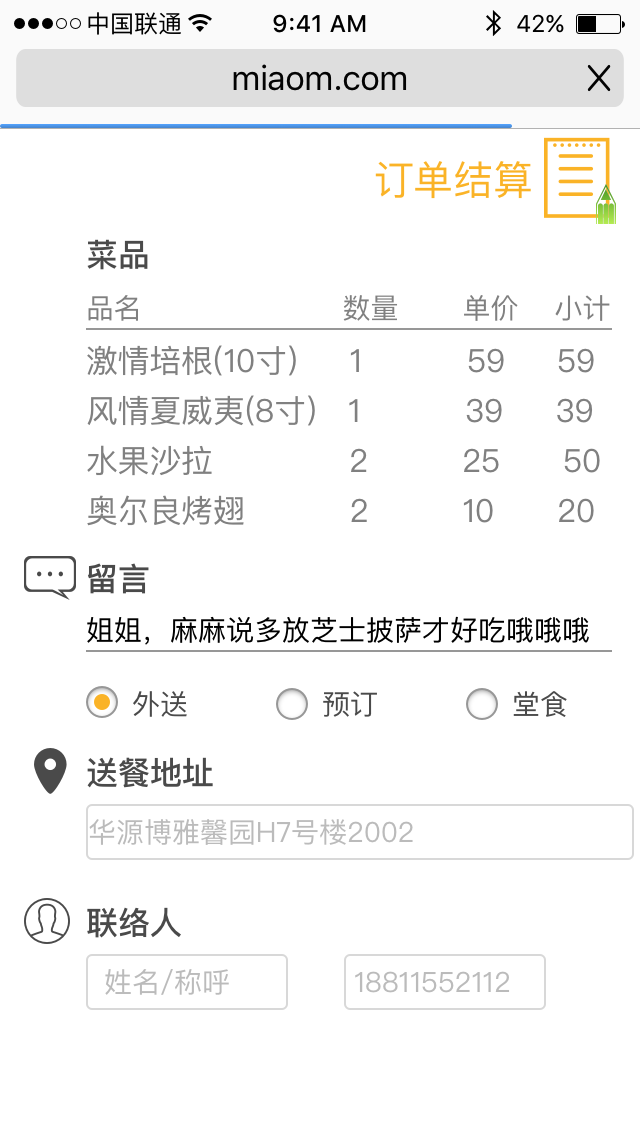 中国联通 9:41 AM 42%
miaom.com
订单结算
菜品
品名 数量 单价 小计
激情培根(10寸) 1 59 59
风情夏威夷(8寸) 1 39 39
水果沙拉 2 25 50
奥尔良烤翅 2 10 20
留言
姐姐，麻麻说多放芝士披萨才好吃哦哦哦
外送 预订 堂食
送餐地址
华源博雅馨园H7号楼2002
联络人
姓名/称呼 18811552112